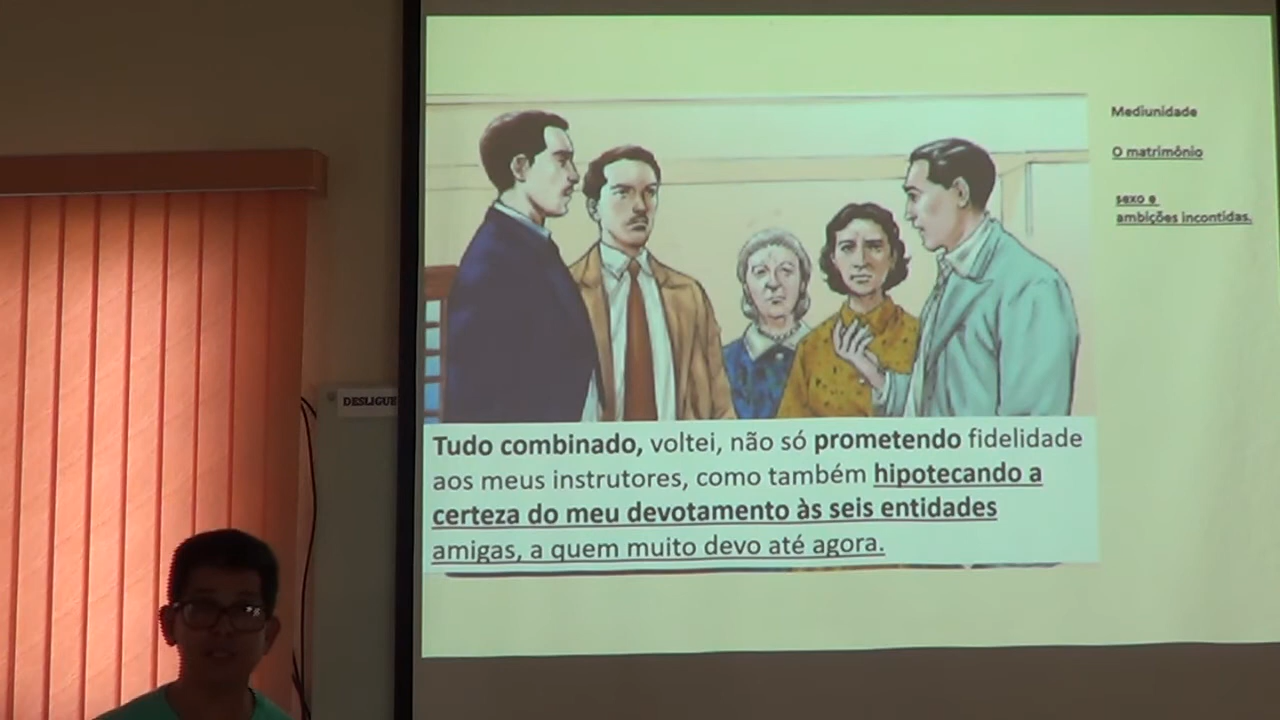 Mediunidade
O matrimônio
sexo e
ambições incontidas.
DESLIGUE
Tudo combinado, voltei, não só prometendo fidelidade
aos meus instrutores, como também hipotecando a
certeza do meu devotamento às seis entidades
amigas, a quem muito devo até agora.